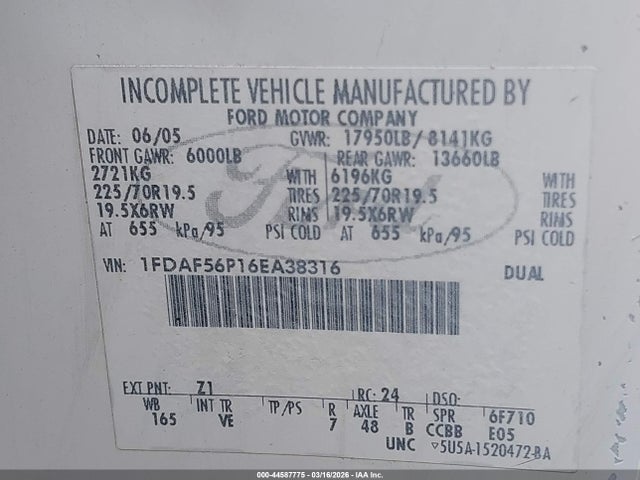 INCOMPLETE VEHICLE MANUFACTURED BY
FORD MOTOR COMPANY
DATE: 06/05 GVWR: 17950LB/ 8141KG
FRONT GAWR: 6000LB REAR GAWR: 13660LB
2721KG WITH 6196KG WITH
225/70R19.5 TIRES 225/70R19.5 TIRES
19.5X6RW RINS 19.5X6RW RINS
AT 655 kPa/95 PSI COLD AT 655 kPa/95 PSI COLD
VIN: 1FDAF56P16EA38316 DUAL
EXT PNT: Z1 RC: 24 DSO:
WB INT TR TP/PS R AXLE TR SPR 6F710
165 VE 7 48 B CCBB E05
UNC ▽5U5A-1520472-BA
Ford
000-44587775 - 03/16/2026 - IAA Inc.